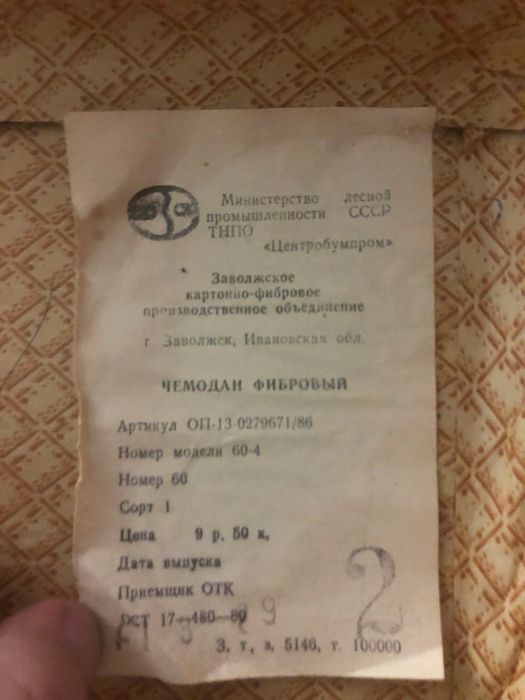 Министерство лесной
промышленности СССР
ТНПО
«Центробумпром»
Заволжское
картонно-фибровое
производственное объединение
г Заволжск, Ивановская обл.
ЧЕМОДАН ФИБРОВЫЙ
Артикул ОП-13-0279671/86
Номер модели 60-4
Номер 60
Сорт 1
Цена 9 р. 50 к.
Дата выпуска
Приемщик ОТК
2
ОСТ 17-480-80
З. т., з. 5146, т. 100000